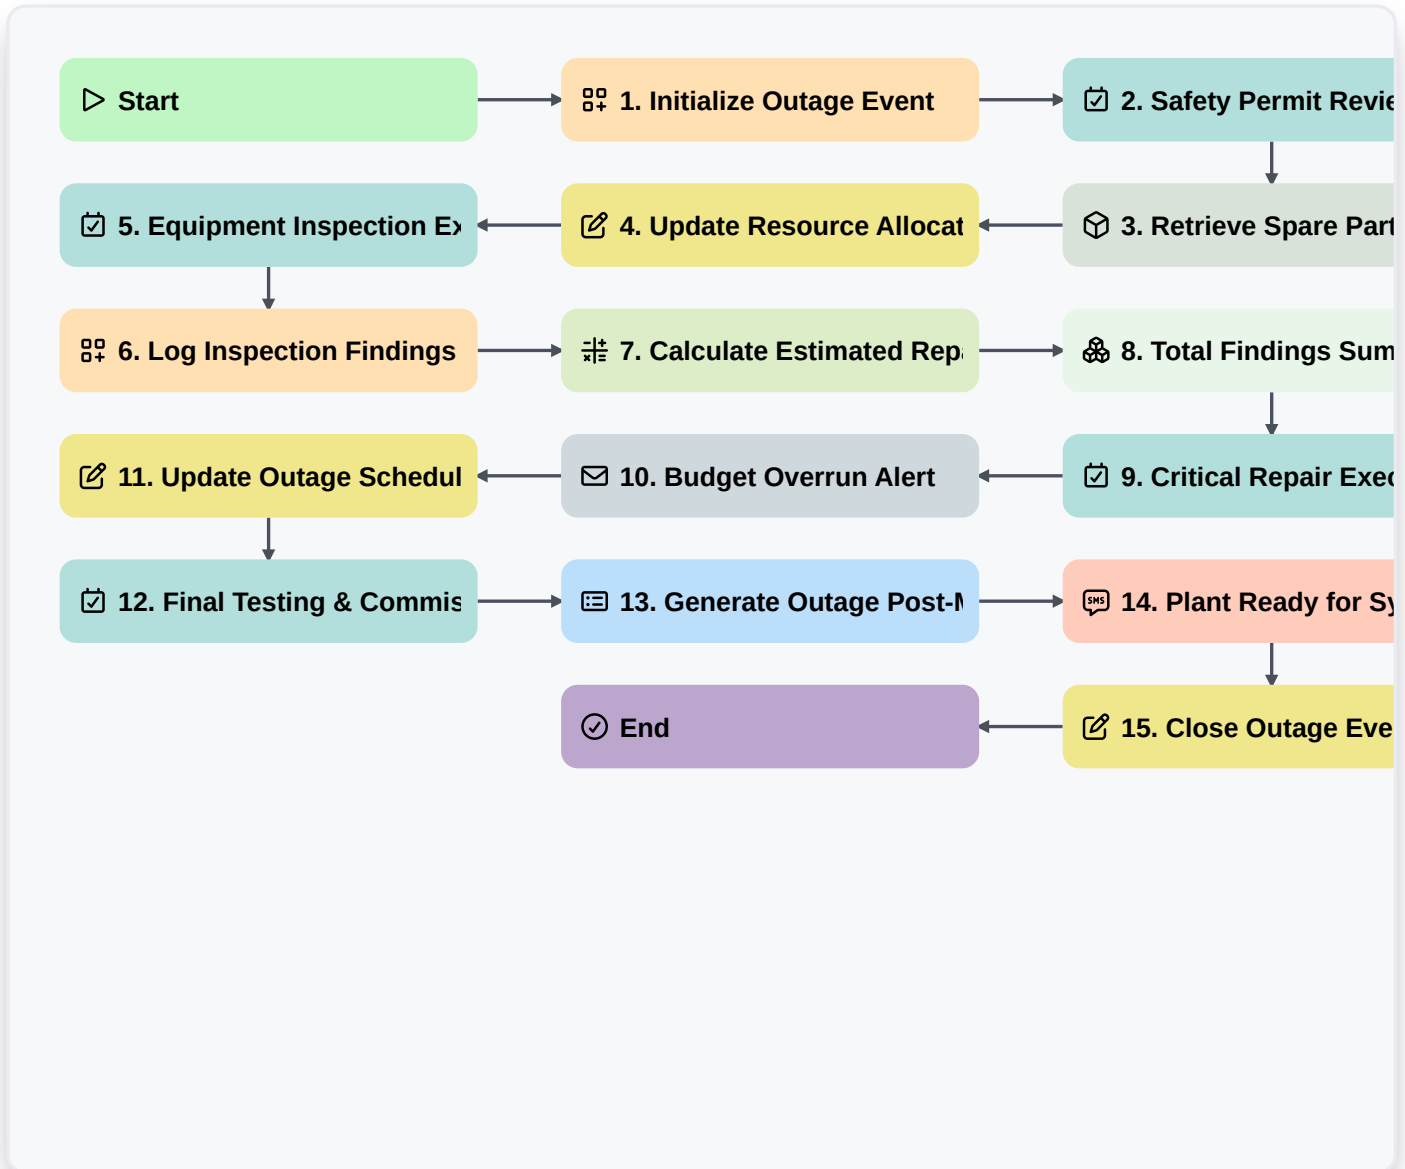 Start
1. Initialize Outage Event
2. Safety Permit Revie
5. Equipment Inspection Ex
4. Update Resource Allocat
3. Retrieve Spare Part
6. Log Inspection Findings
7. Calculate Estimated Repa
8. Total Findings Sum
11. Update Outage Schedul
10. Budget Overrun Alert
9. Critical Repair Exec
12. Final Testing & Commis
13. Generate Outage Post-M
14. Plant Ready for Sy
SMS
End
15. Close Outage Eve